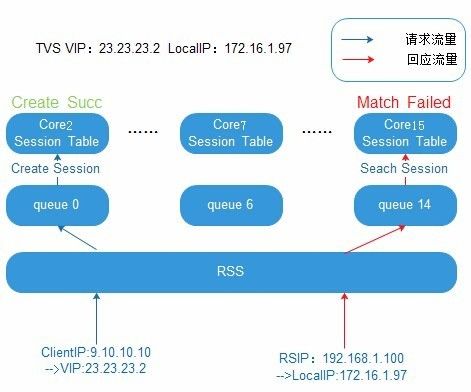 TVS VIP：23.23.23.2 LocalIP：172.16.1.97
请求流量
回应流量
Create Succ
Match Failed
Core2
Session Table
......
Core7
Session Table
......
Core15
Session Table
Create Session
Seach Session
queue 0
queue 6
queue 14
RSS
ClientIP:9.10.10.10
-->VIP:23.23.23.2
RSIP：192.168.1.100
-->LocalIP:172.16.1.97